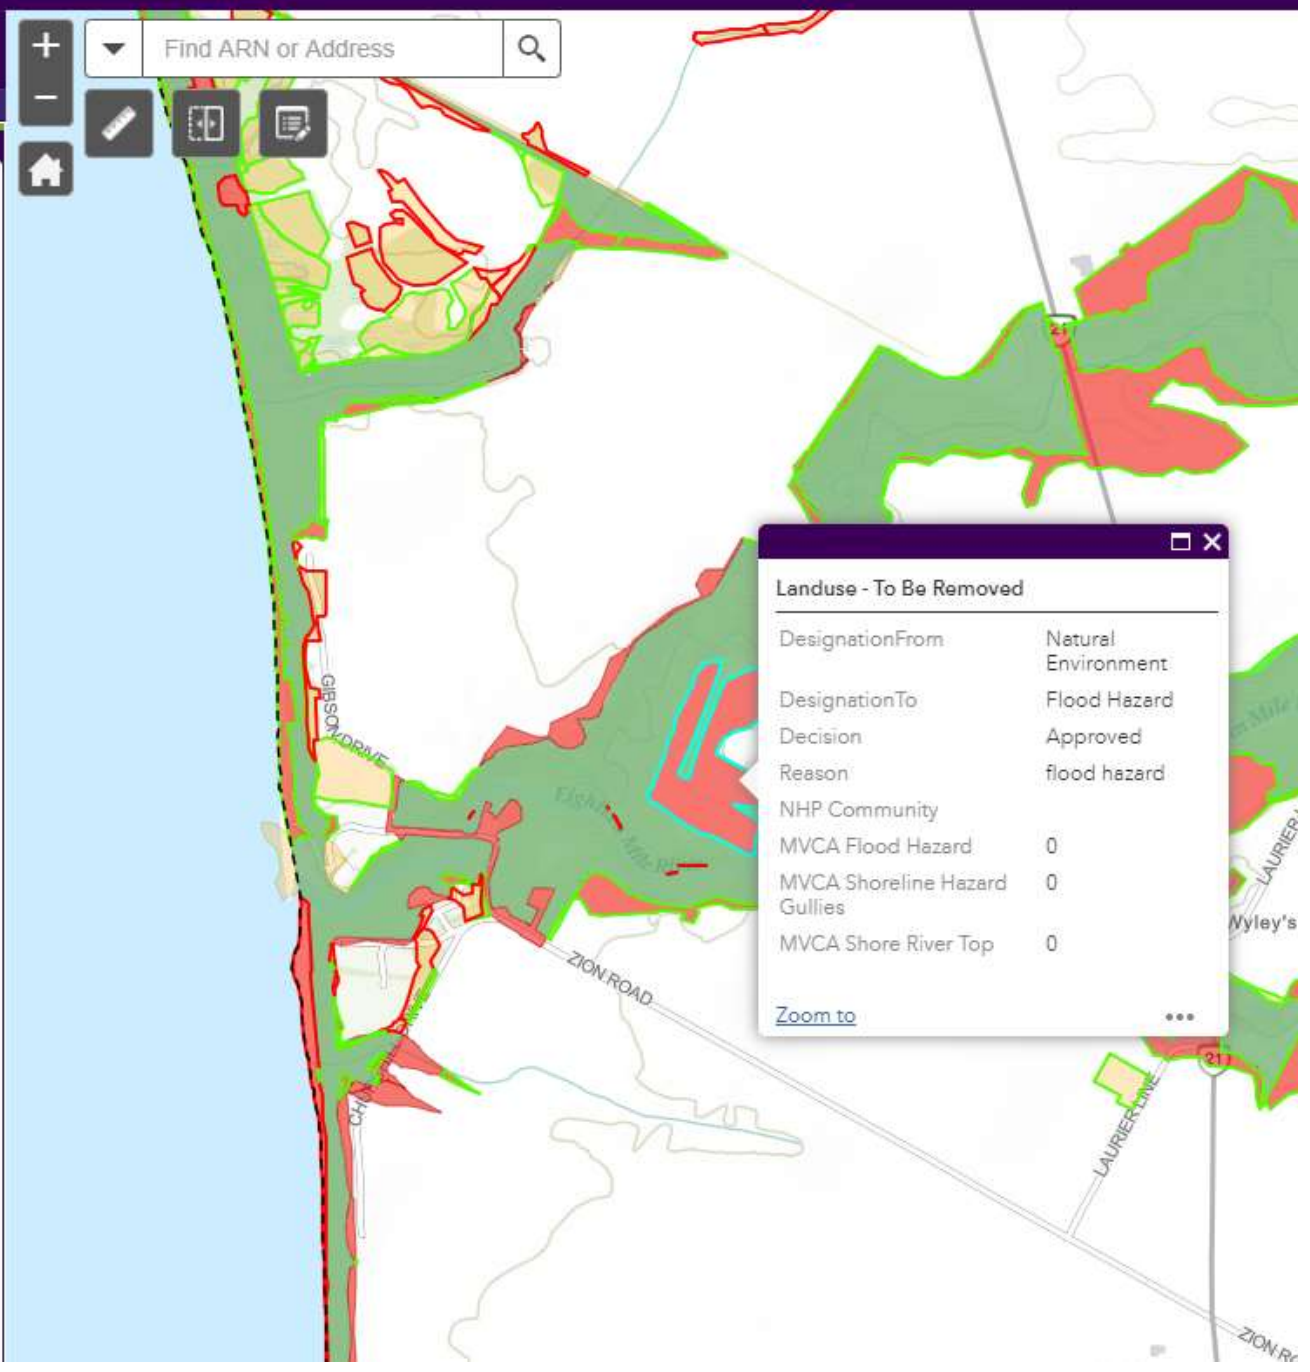 Find ARN or Address
21
Landuse - To Be Removed
DesignationFrom Natural
Environment
DesignationTo Flood Hazard
Decision Approved
Reason flood hazard
NHP Community
MVCA Flood Hazard 0
MVCA Shoreline Hazard 0
Gullies
MVCA Shore River Top 0
Zoom to
GIBSON DRIVE
ZION ROAD
LAURIER
Wyley's
21
LAURIER LINE